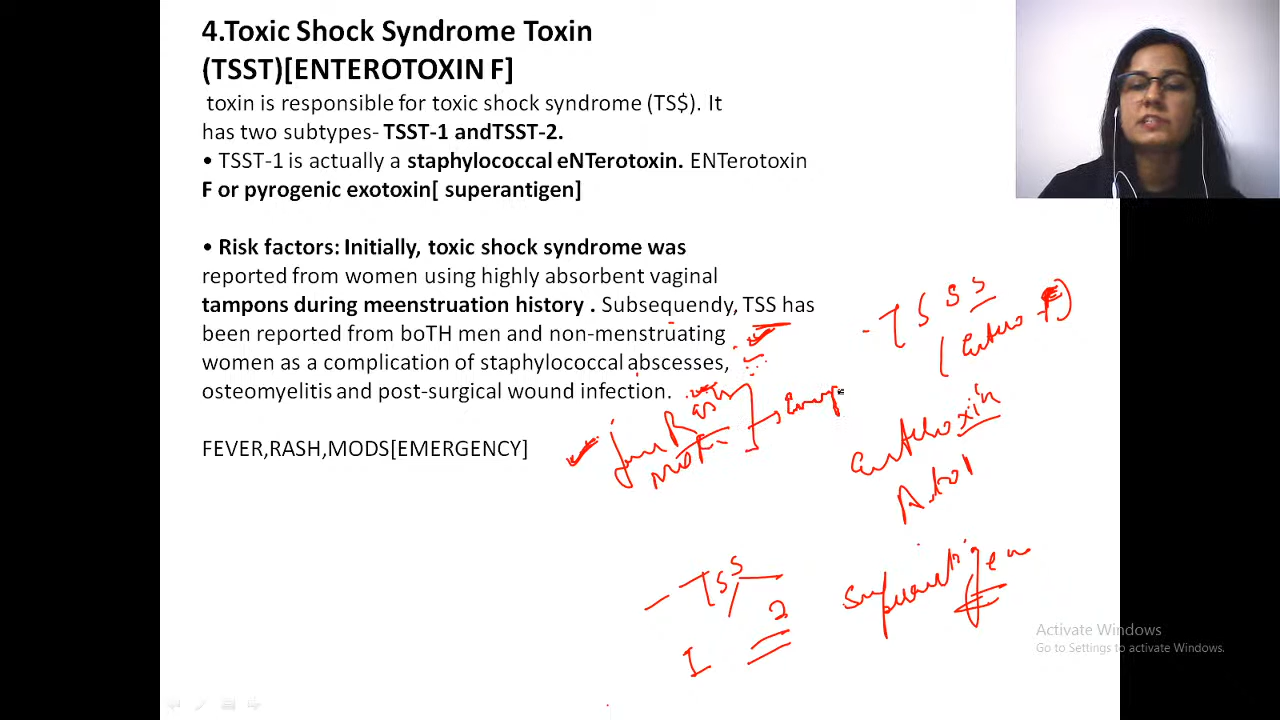 4.Toxic Shock Syndrome Toxin
(TSST)[ENTEROTOXIN F]
toxin is responsible for toxic shock syndrome (TS$). It
has two subtypes- TSST-1 andTSST-2.
• TSST-1 is actually a staphylococcal eNTerotoxin. ENTerotoxin
F or pyrogenic exotoxin[ superantigen]
• Risk factors: Initially, toxic shock syndrome was
reported from women using highly absorbent vaginal
tampons during meenstruation history . Subsequendy, TSS has
been reported from boTH men and non-menstruating
women as a complication of staphylococcal abscesses,
osteomyelitis and post-surgical wound infection.
FEVER,RASH,MODS[EMERGENCY]
TSS
1 2
Activate Windows
Go to Settings to activate Windows.